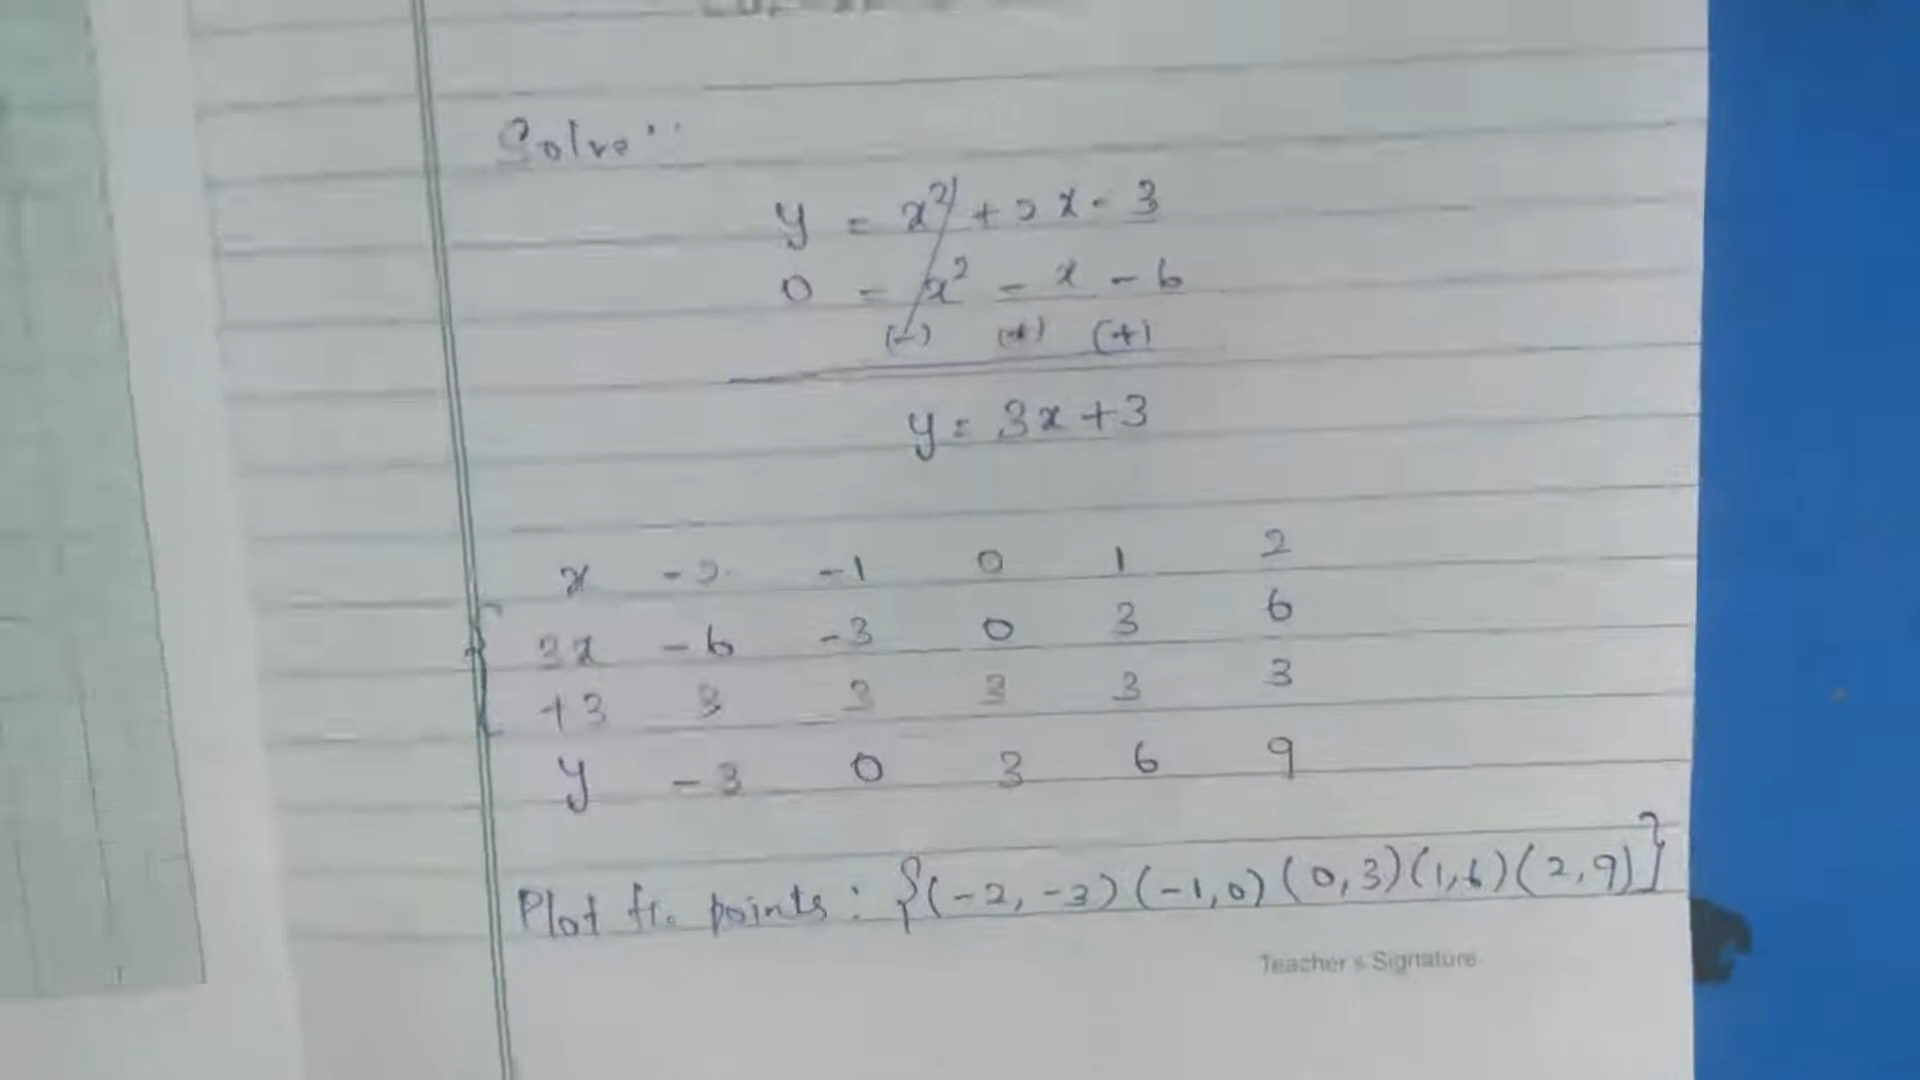 Solve:
y = x² + 2x - 3
0 = x² - x - 6
(-) (+) (+)
y = 3x + 3
x -2 -1 0 1 2
3x -6 -3 0 3 6
+3 3 3 3 3 3
y -3 0 3 6 9
Plot points : {(-2, -3) (-1, 0) (0, 3) (1, 6) (2, 9)}
Teacher's Signature